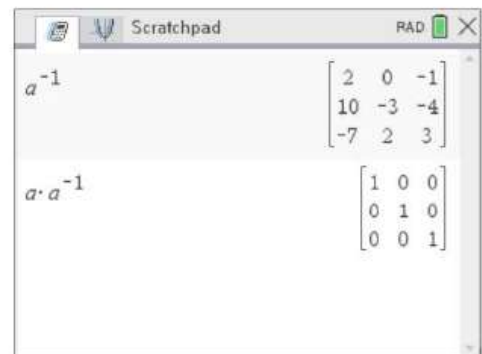 Scratchpad RAD
a⁻¹ [2 0 -1
10 -3 -4
-7 2 3]
a·a⁻¹ [1 0 0
0 1 0
0 0 1]